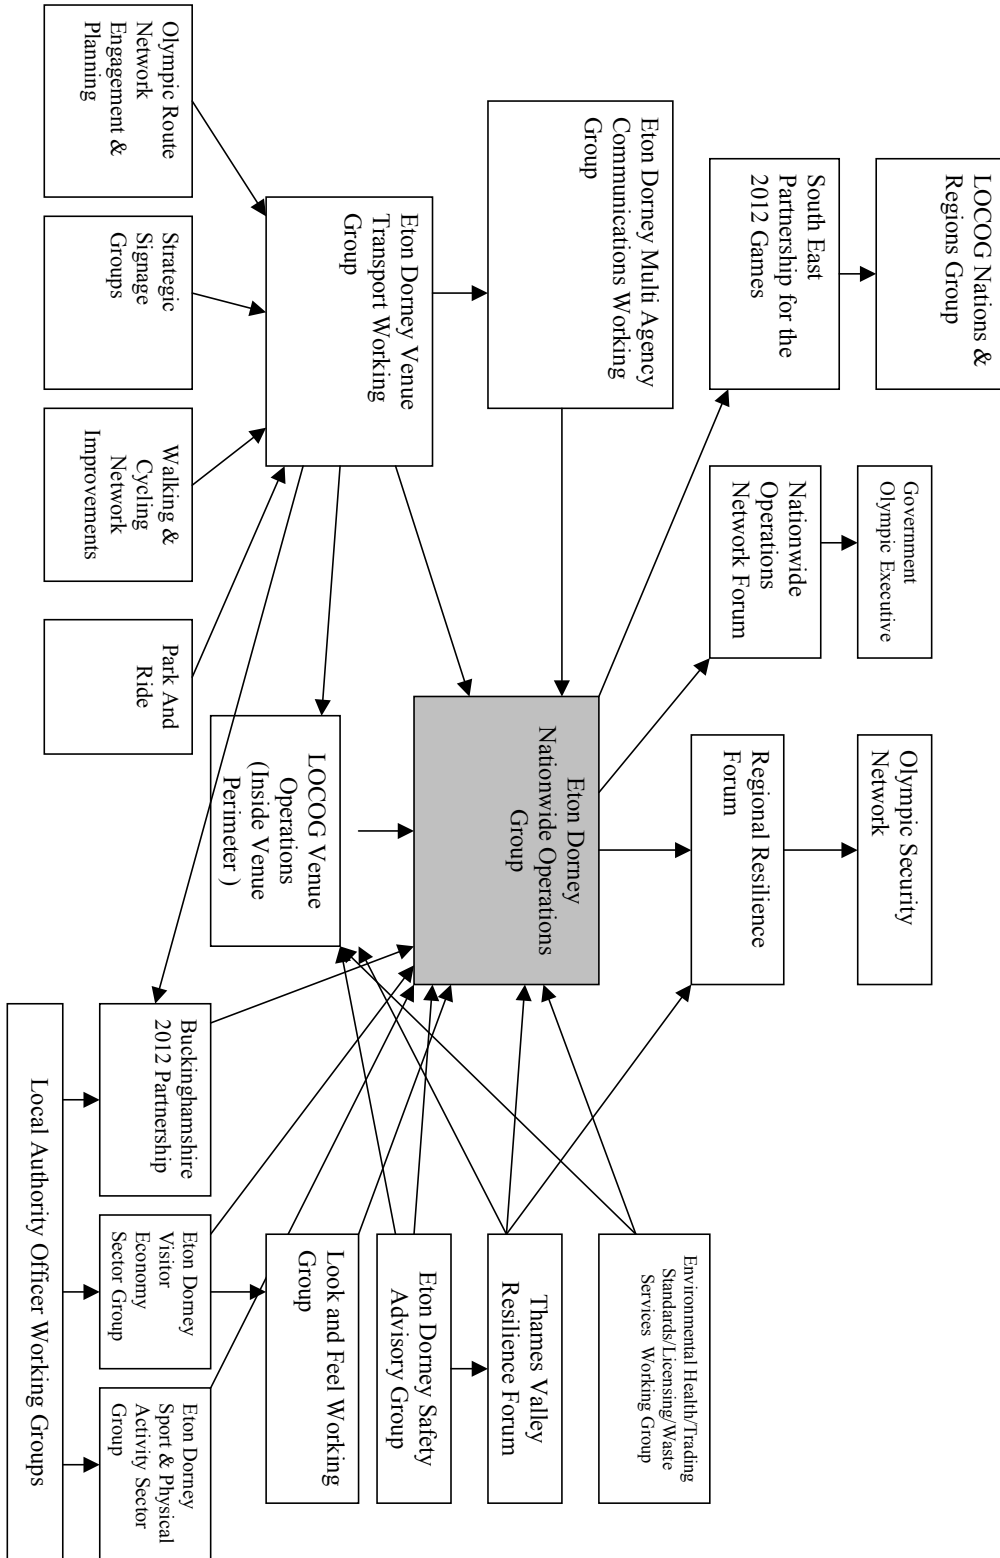 LOCOG Nations &
Regions Group
South East
Partnership for the
2012 Games
Government
Olympic Executive
Nationwide
Operations
Network Forum
Olympic Security
Network
Regional Resilience
Forum
Eton Dorney Multi Agency
Communications Working
Group
Eton Dorney
Nationwide Operations
Group
Environmental Health/Trading
Standards/Licensing/Waste
Services Working Group
Thames Valley
Resilience Forum
Eton Dorney Safety
Advisory Group
Look and Feel Working
Group
Eton Dorney Venue
Transport Working
Group
LOCOG Venue
Operations
(Inside Venue
Perimeter )
Olympic Route
Network
Engagement &
Planning
Strategic
Signage
Groups
Walking &
Cycling
Network
Improvements
Park And
Ride
Buckinghamshire
2012 Partnership
Eton Dorney
Visitor
Economy
Sector Group
Eton Dorney
Sport & Physical
Activity Sector
Group
Local Authority Officer Working Groups